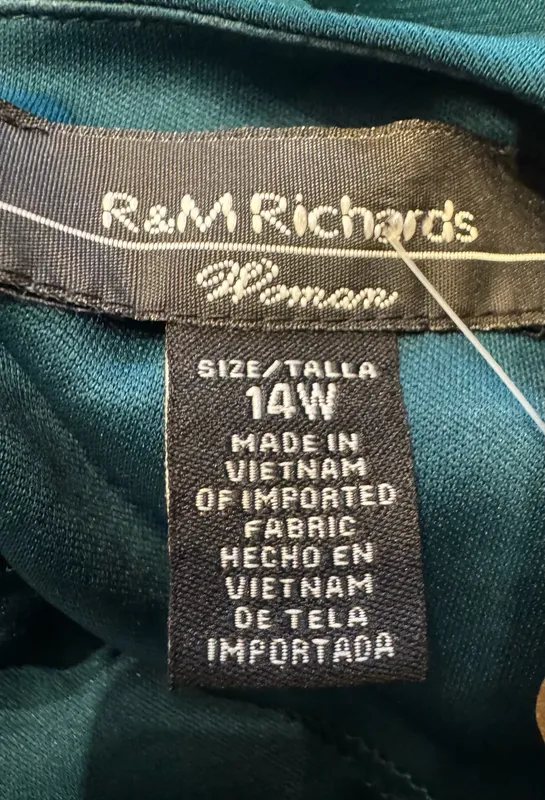 R&M Richards
Woman
SIZE/TALLA
14W
MADE IN
VIETNAM
OF IMPORTED
FABRIC
HECHO EN
VIETNAM
DE TELA
IMPORTADA